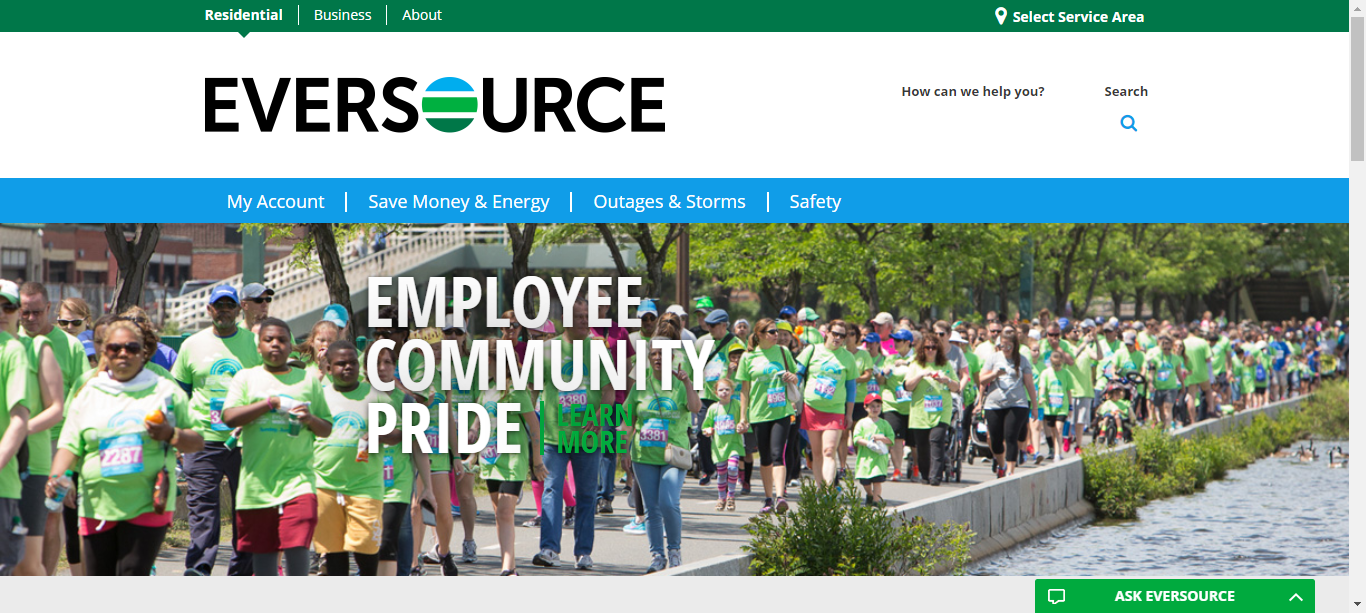 Residential
Business
About
Select Service Area
EVERSOURCE
How can we help you?
Search
My Account
Save Money & Energy
Outages & Storms
Safety
EMPLOYEE
COMMUNITY
PRIDE
LEARN
MORE
2287
3380
3381
ASK EVERSOURCE